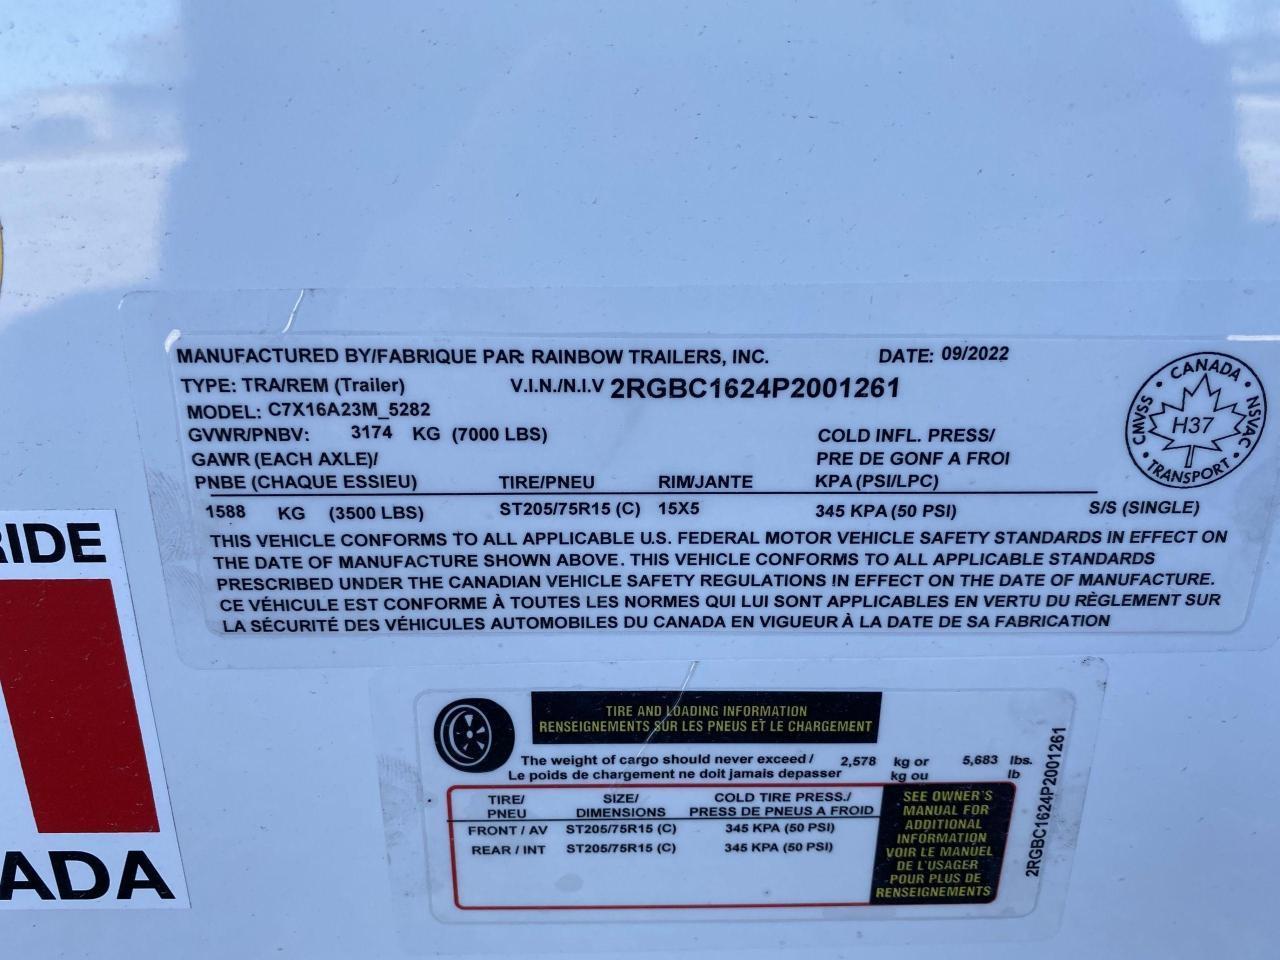 MANUFACTURED BY/FABRIQUE PAR: RAINBOW TRAILERS, INC. DATE: 09/2022
TYPE: TRA/REM (Trailer) V.I.N./N.I.V 2RGBC1624P2001261
MODEL: C7X16A23M_5282
GVWR/PNBV: 3174 KG (7000 LBS)
COLD INFL. PRESS/
GAWR (EACH AXLE)/
PRE DE GONF A FROI
PNBE (CHAQUE ESSIEU) TIRE/PNEU RIM/JANTE KPA (PSI/LPC)
1588 KG (3500 LBS) ST205/75R15 (C) 15X5 345 KPA (50 PSI) S/S (SINGLE)
THIS VEHICLE CONFORMS TO ALL APPLICABLE U.S. FEDERAL MOTOR VEHICLE SAFETY STANDARDS IN EFFECT ON
THE DATE OF MANUFACTURE SHOWN ABOVE. THIS VEHICLE CONFORMS TO ALL APPLICABLE STANDARDS
PRESCRIBED UNDER THE CANADIAN VEHICLE SAFETY REGULATIONS IN EFFECT ON THE DATE OF MANUFACTURE.
CE VÉHICULE EST CONFORME À TOUTES LES NORMES QUI LUI SONT APPLICABLES EN VERTU DU RÈGLEMENT SUR
LA SÉCURITÉ DES VÉHICULES AUTOMOBILES DU CANADA EN VIGUEUR À LA DATE DE SA FABRICATION
CANADA
CMVSS
NSVAC
H37
TRANSPORT
RIDE
ADA
TIRE AND LOADING INFORMATION
RENSEIGNEMENTS SUR LES PNEUS ET LE CHARGEMENT
The weight of cargo should never exceed / 2,578 kg or 5,683 lbs.
Le poids de chargement ne doit jamais depasser kg ou lb
TIRE/ SIZE/ COLD TIRE PRESS./
PNEU DIMENSIONS PRESS DE PNEUS A FROID
FRONT / AV ST205/75R15 (C) 345 KPA (50 PSI)
REAR / INT ST205/75R15 (C) 345 KPA (50 PSI)
SEE OWNER'S
MANUAL FOR
ADDITIONAL
INFORMATION
VOIR LE MANUEL
DE L'USAGER
POUR PLUS DE
RENSEIGNEMENTS
2RGBC1624P2001261